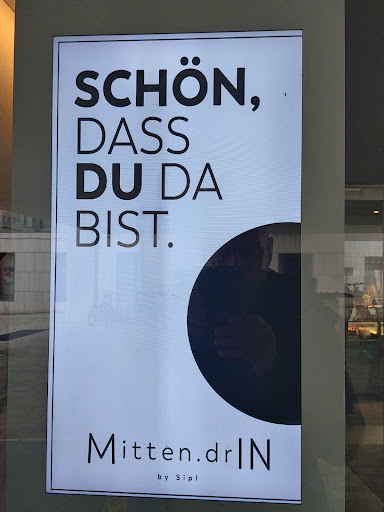 SCHÖN,
DASS
DU DA
BIST.
Mitten.drIN
by Sipl